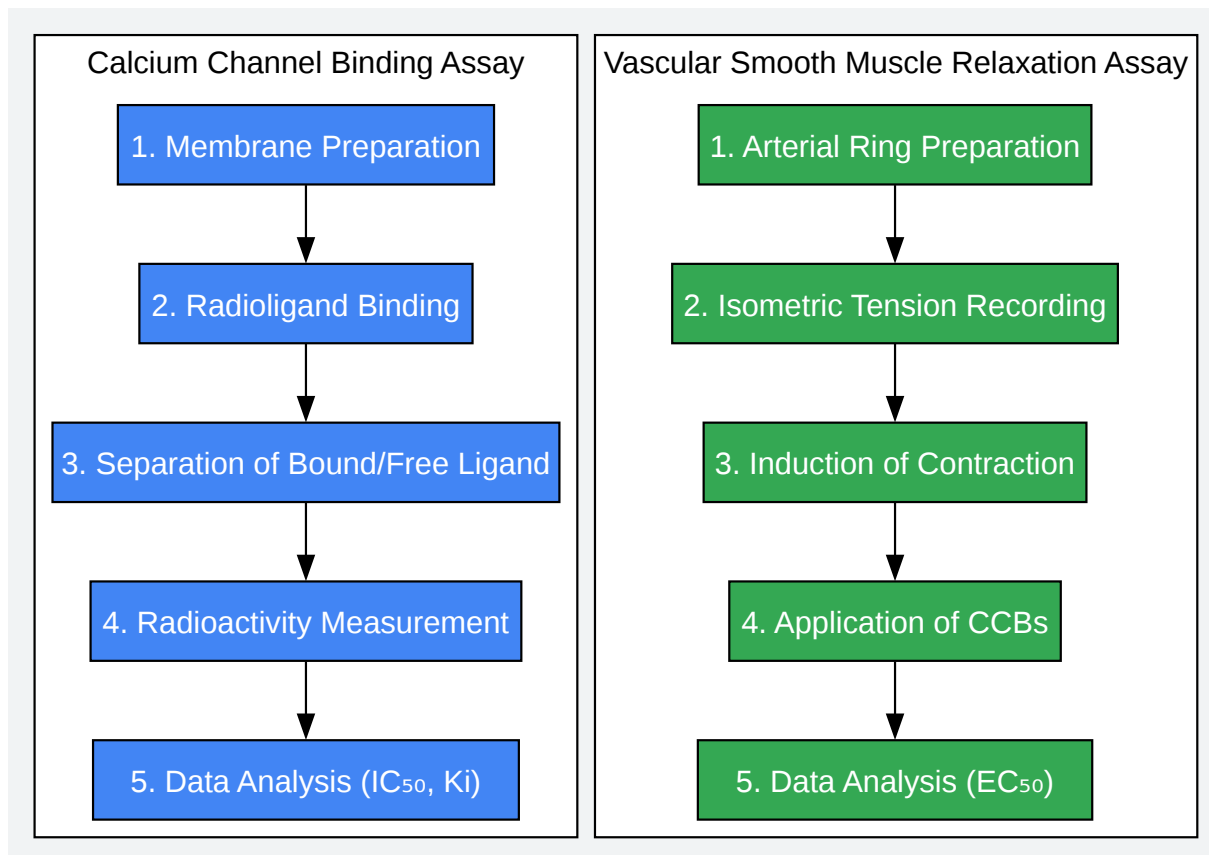 Calcium Channel Binding Assay
1. Membrane Preparation
2. Radioligand Binding
3. Separation of Bound/Free Ligand
4. Radioactivity Measurement
5. Data Analysis (IC₅₀, Ki)
Vascular Smooth Muscle Relaxation Assay
1. Arterial Ring Preparation
2. Isometric Tension Recording
3. Induction of Contraction
4. Application of CCBs
5. Data Analysis (EC₅₀)